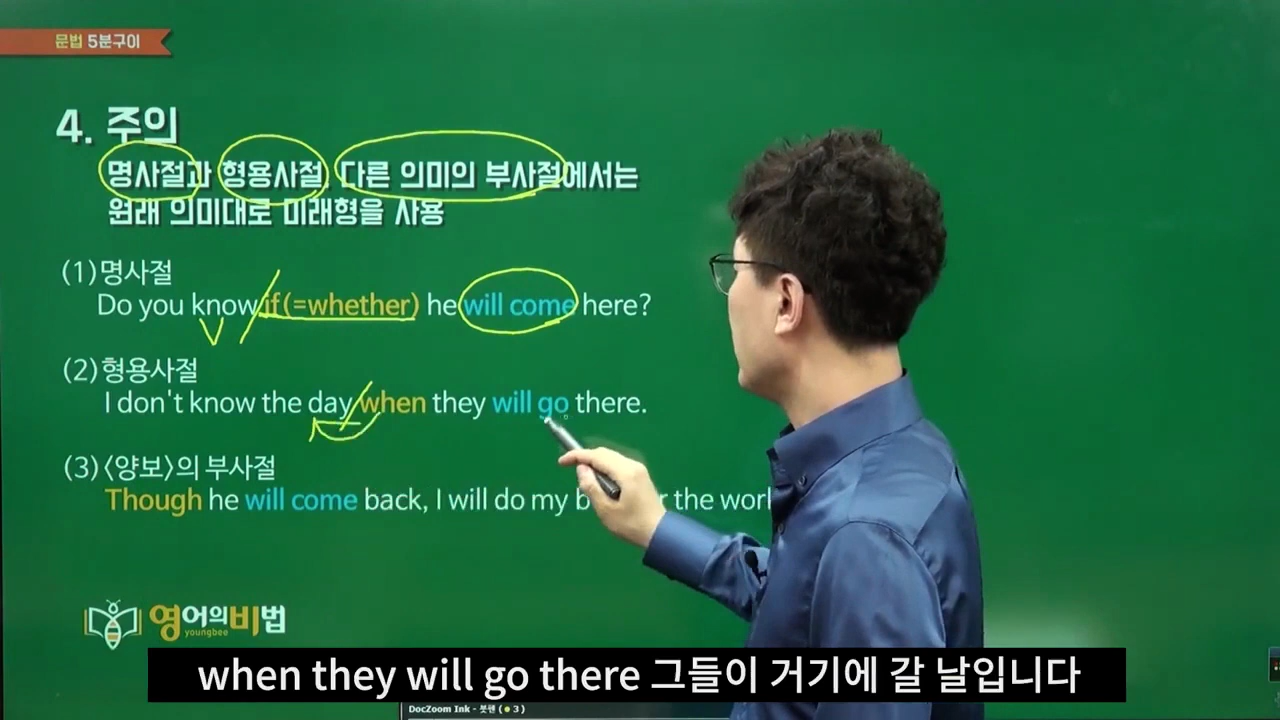 문법 5분구이
4. 주의
명사절과 형용사절, 다른 의미의 부사절에서는
원래 의미대로 미래형을 사용
(1) 명사절
Do you know if(=whether) he will come here?
(2) 형용사절
I don't know the day when they will go there.
(3) <양보>의 부사절
Though he will come back, I will do my the
영어의비법
youngbee
when they will go there 그들이 거기에 갈 날입니다
DocZoom Ink - 붓펜 ( 3 )